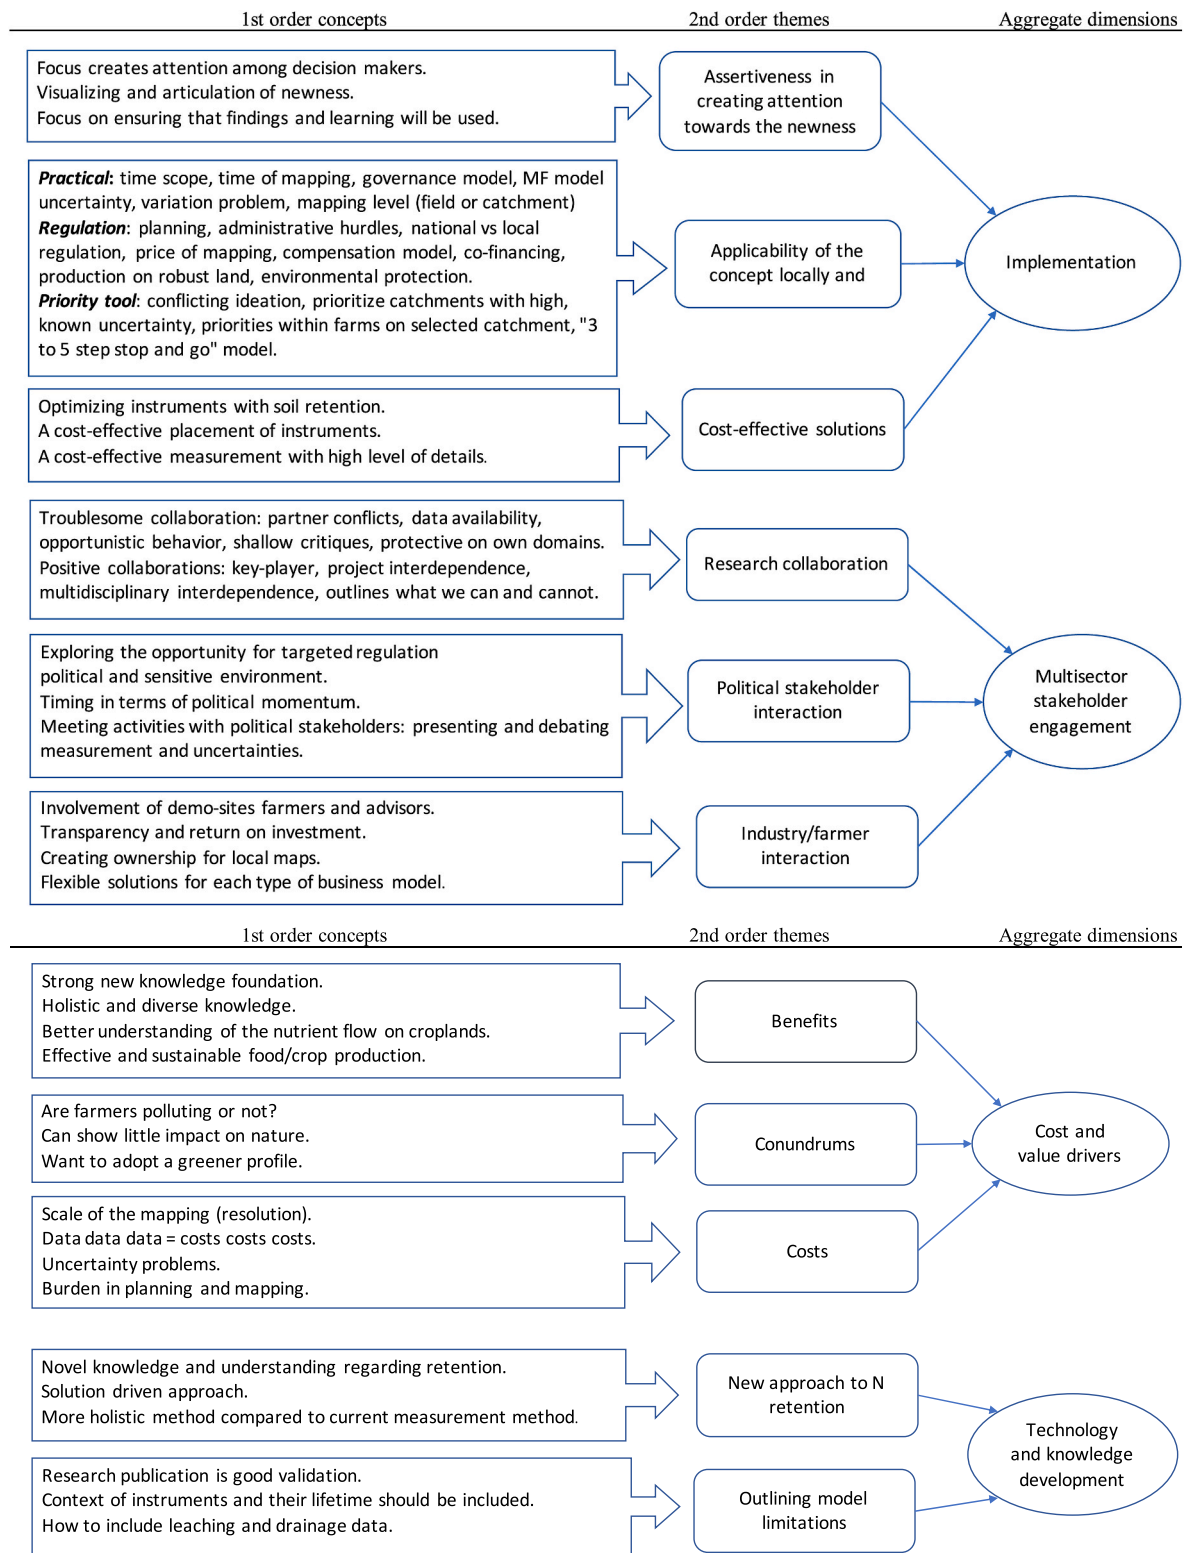 1st order concepts
2nd order themes
Aggregate dimensions
Focus creates attention among decision makers.
Visualizing and articulation of newness.
Focus on ensuring that findings and learning will be used.
Assertiveness in
creating attention
towards the newness
Practical: time scope, time of mapping, governance model, MF model
uncertainty, variation problem, mapping level (field or catchment)
Regulation: planning, administrative hurdles, national vs local
regulation, price of mapping, compensation model, co-financing,
production on robust land, environmental protection.
Priority tool: conflicting ideation, prioritize catchments with high,
known uncertainty, priorities within farms on selected catchment, "3
to 5 step stop and go" model.
Applicability of the
concept locally and
Implementation
Optimizing instruments with soil retention.
A cost-effective placement of instruments.
A cost-effective measurement with high level of details.
Cost-effective solutions
Troublesome collaboration: partner conflicts, data availability,
opportunistic behavior, shallow critiques, protective on own domains.
Positive collaborations: key-player, project interdependence,
multidisciplinary interdependence, outlines what we can and cannot.
Research collaboration
Exploring the opportunity for targeted regulation
political and sensitive environment.
Timing in terms of political momentum.
Meeting activities with political stakeholders: presenting and debating
measurement and uncertainties.
Political stakeholder
interaction
Multisector
stakeholder
engagement
Involvement of demo-sites farmers and advisors.
Transparency and return on investment.
Creating ownership for local maps.
Flexible solutions for each type of business model.
Industry/farmer
interaction
1st order concepts
2nd order themes
Aggregate dimensions
Strong new knowledge foundation.
Holistic and diverse knowledge.
Better understanding of the nutrient flow on croplands.
Effective and sustainable food/crop production.
Benefits
Are farmers polluting or not?
Can show little impact on nature.
Want to adopt a greener profile.
Conundrums
Cost and
value drivers
Scale of the mapping (resolution).
Data data data = costs costs costs.
Uncertainty problems.
Burden in planning and mapping.
Costs
Novel knowledge and understanding regarding retention.
Solution driven approach.
More holistic method compared to current measurement method.
New approach to N
retention
Technology
and knowledge
development
Research publication is good validation.
Context of instruments and their lifetime should be included.
How to include leaching and drainage data.
Outlining model
limitations